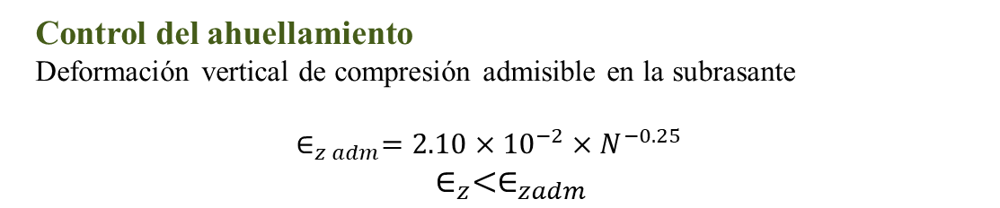 Control del ahuellamiento
Deformación vertical de compresión admisible en la subrasante
∈z adm= 2.10 × 10⁻² × N⁻⁰·²⁵
∈z<∈zadm